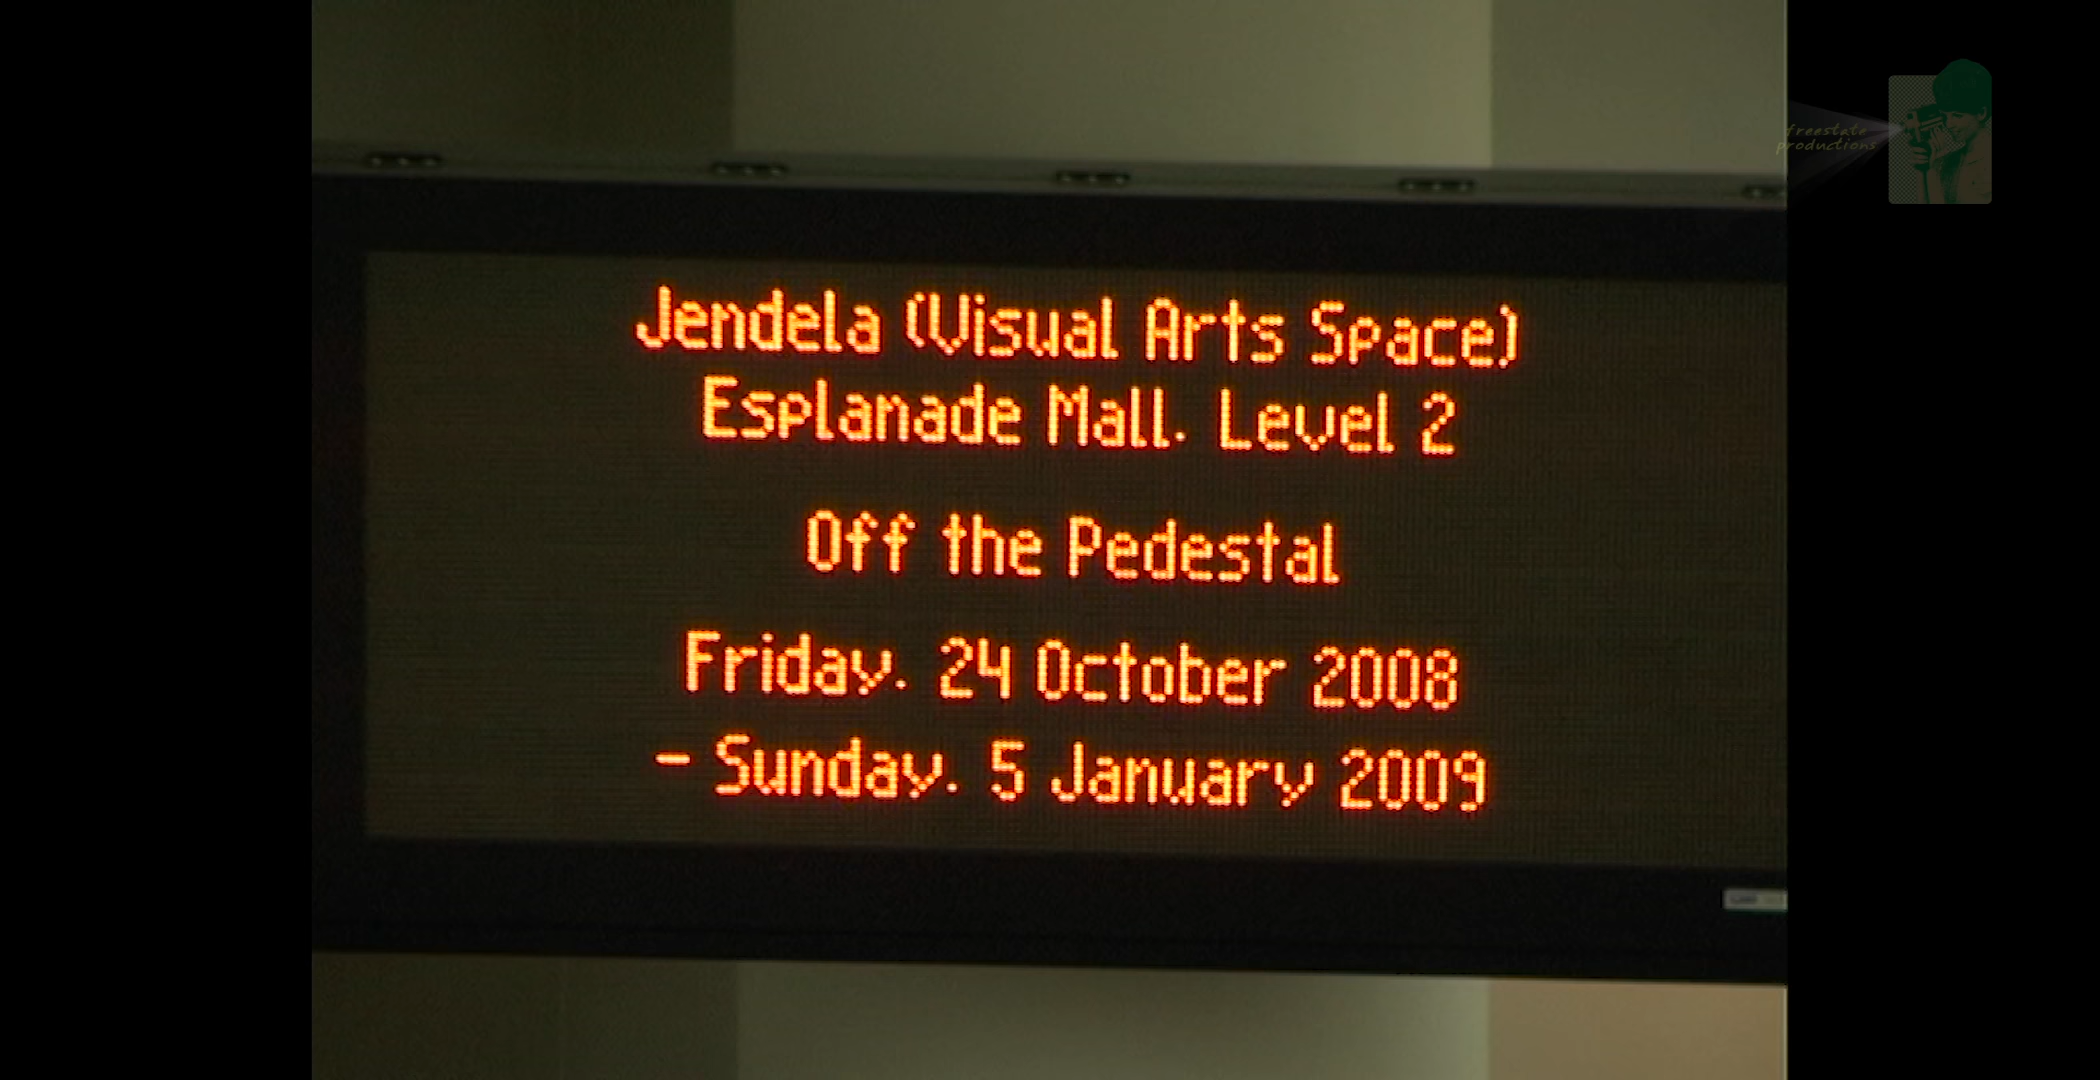 Jendela (Visual Arts Space)
Esplanade Mall. Level 2
Off the Pedestal
Friday. 24 October 2008
- Sunday. 5 January 2009
freestate
productions